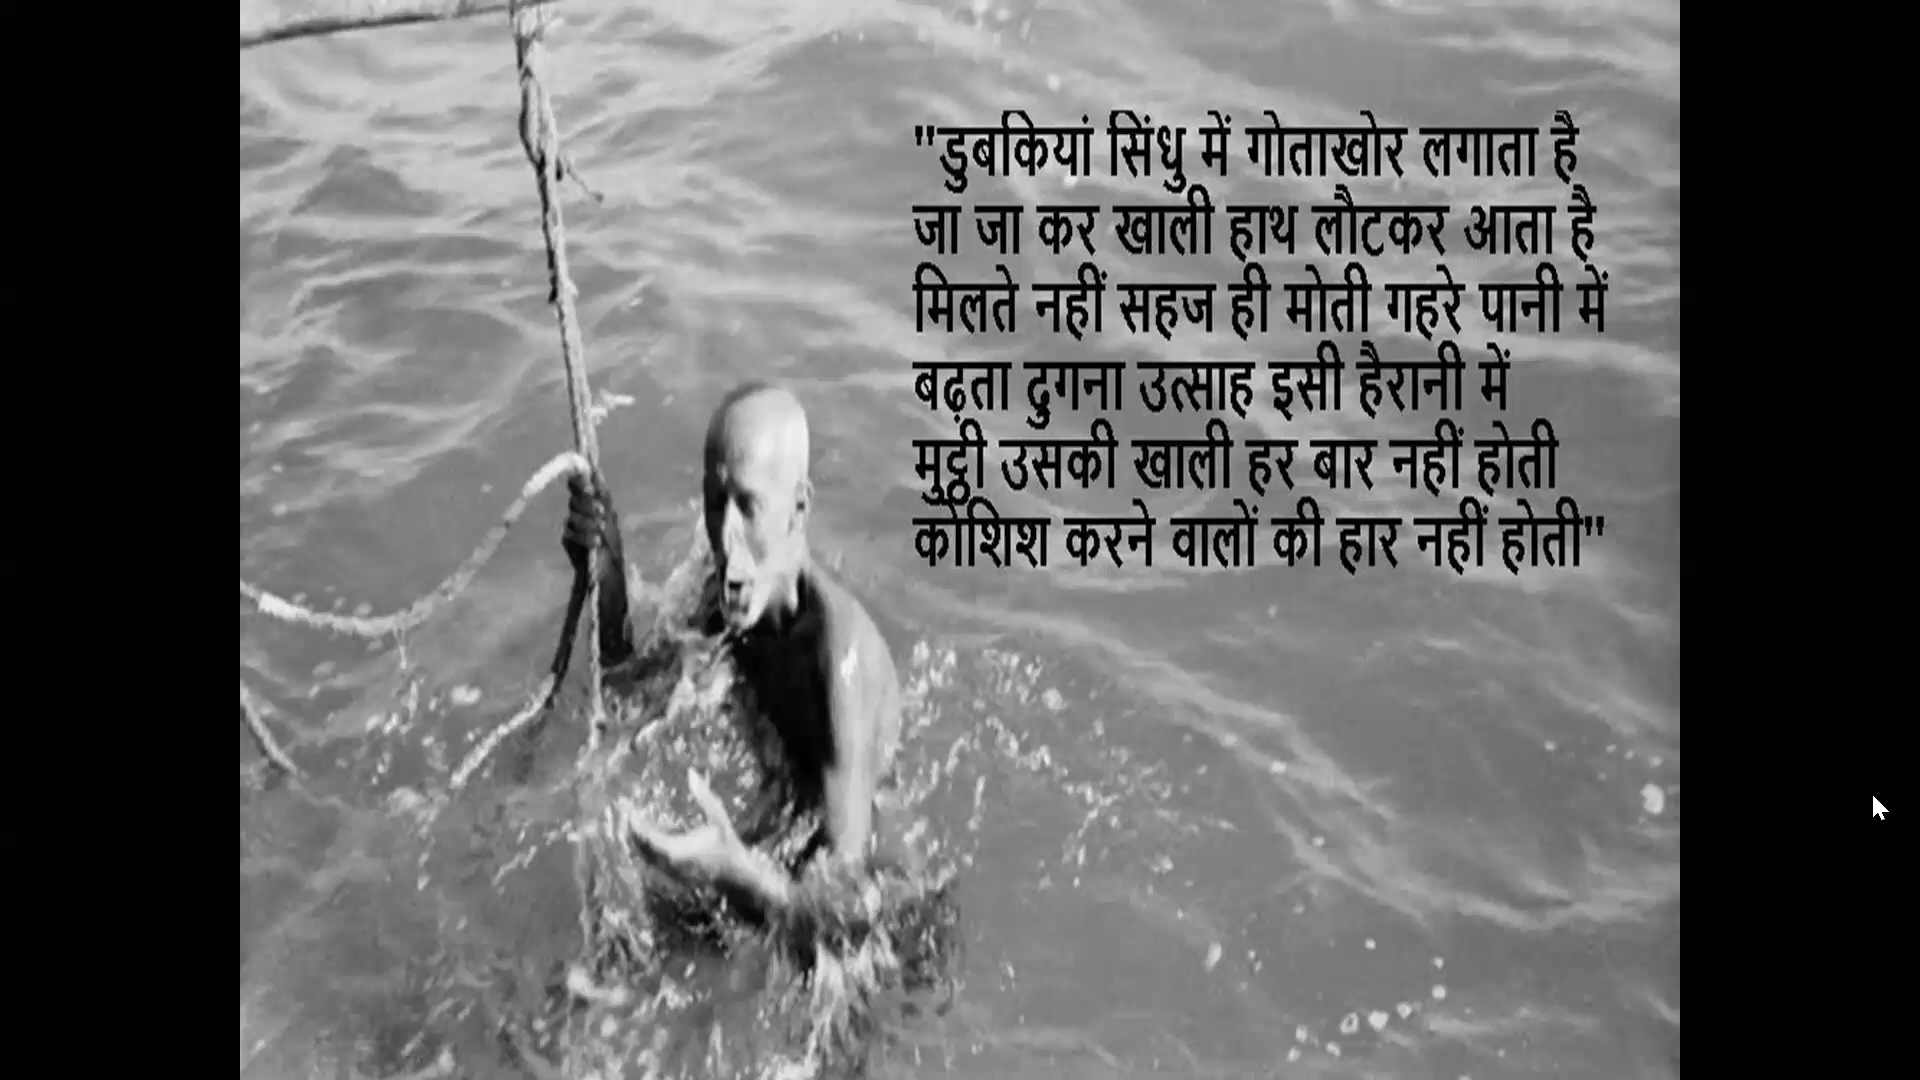 "डुबकियां सिंधु में गोताखोर लगाता है
जा जा कर खाली हाथ लौटकर आता है
मिलते नहीं सहज ही मोती गहरे पानी में
बढ़ता दुगना उत्साह इसी हैरानी में
मुट्ठी उसकी खाली हर बार नहीं होती
कोशिश करने वालों की हार नहीं होती"